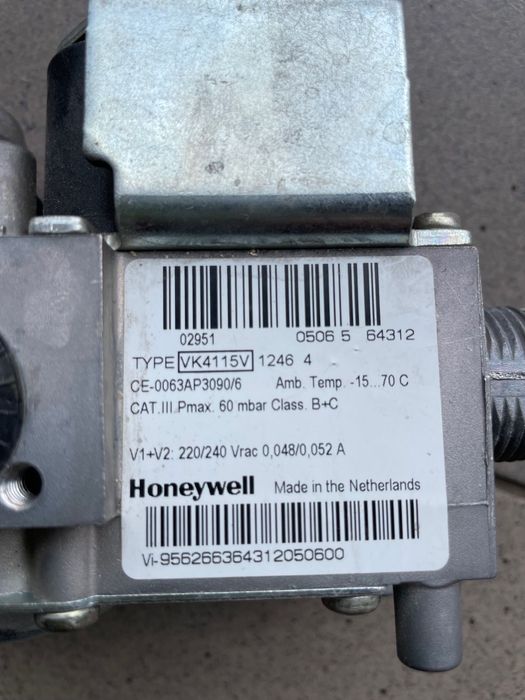 02951 0506 5 64312
TYPE VK4115V 1246 4
CE-0063AP3090/6 Amb. Temp. -15...70 C
CAT.III.Pmax. 60 mbar Class. B+C
V1+V2: 220/240 Vrac 0,048/0,052 A
Honeywell Made in the Netherlands
Vi-956266364312050600